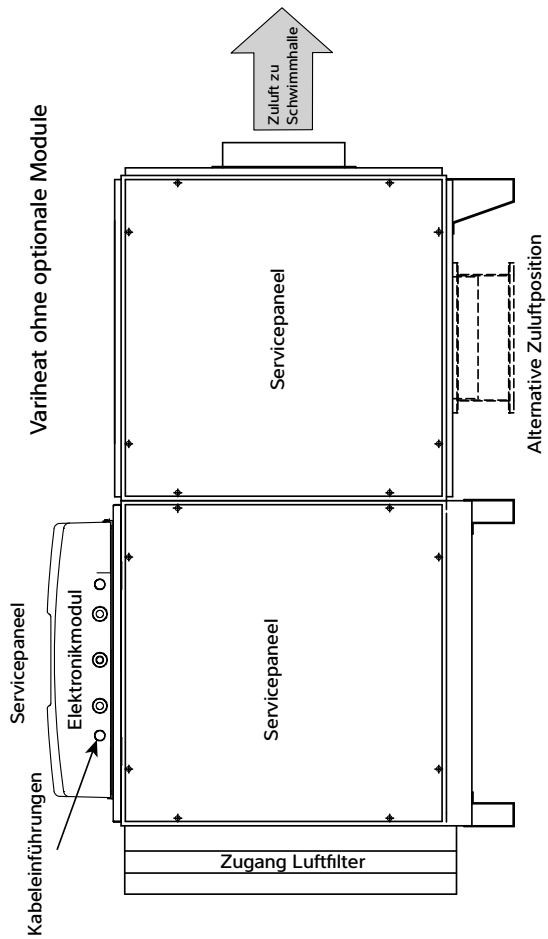 Variheat ohne optionale Module
Servicepaneel
Kabeleinführungen
Elektronikmodul
Servicepaneel
Servicepaneel
Zugang Luftfilter
Zuluft zu
Schwimmhalle
Alternative Zuluftposition